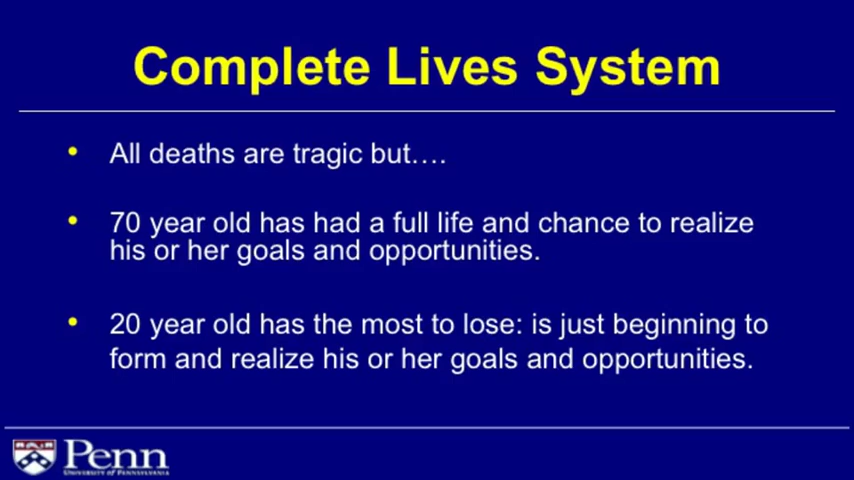 Complete Lives System
• All deaths are tragic but….
• 70 year old has had a full life and chance to realize
his or her goals and opportunities.
• 20 year old has the most to lose: is just beginning to
form and realize his or her goals and opportunities.
Penn
UNIVERSITY of PENNSYLVANIA